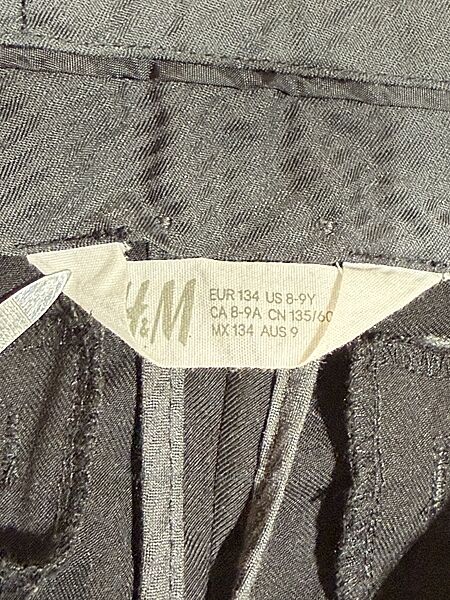 H&M
EUR 134 US 8-9Y
CA 8-9A CN 135/60
MX 134 AUS 9